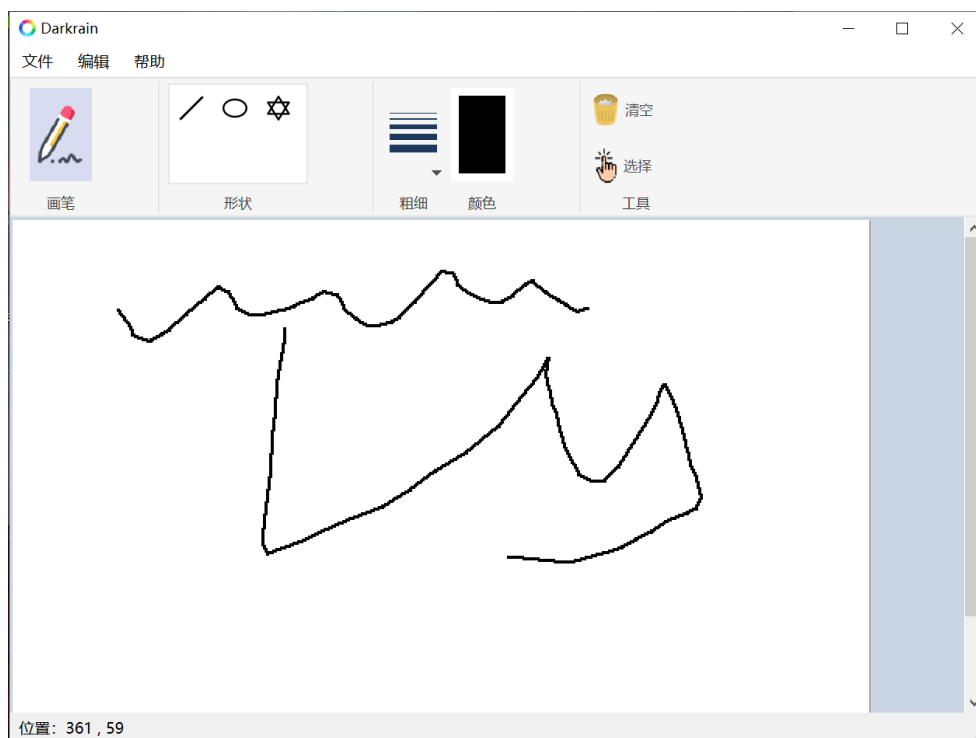 Darkrain
文件 编辑 帮助
清空
选择
画笔 形状 粗细 颜色 工具
位置: 361 , 59